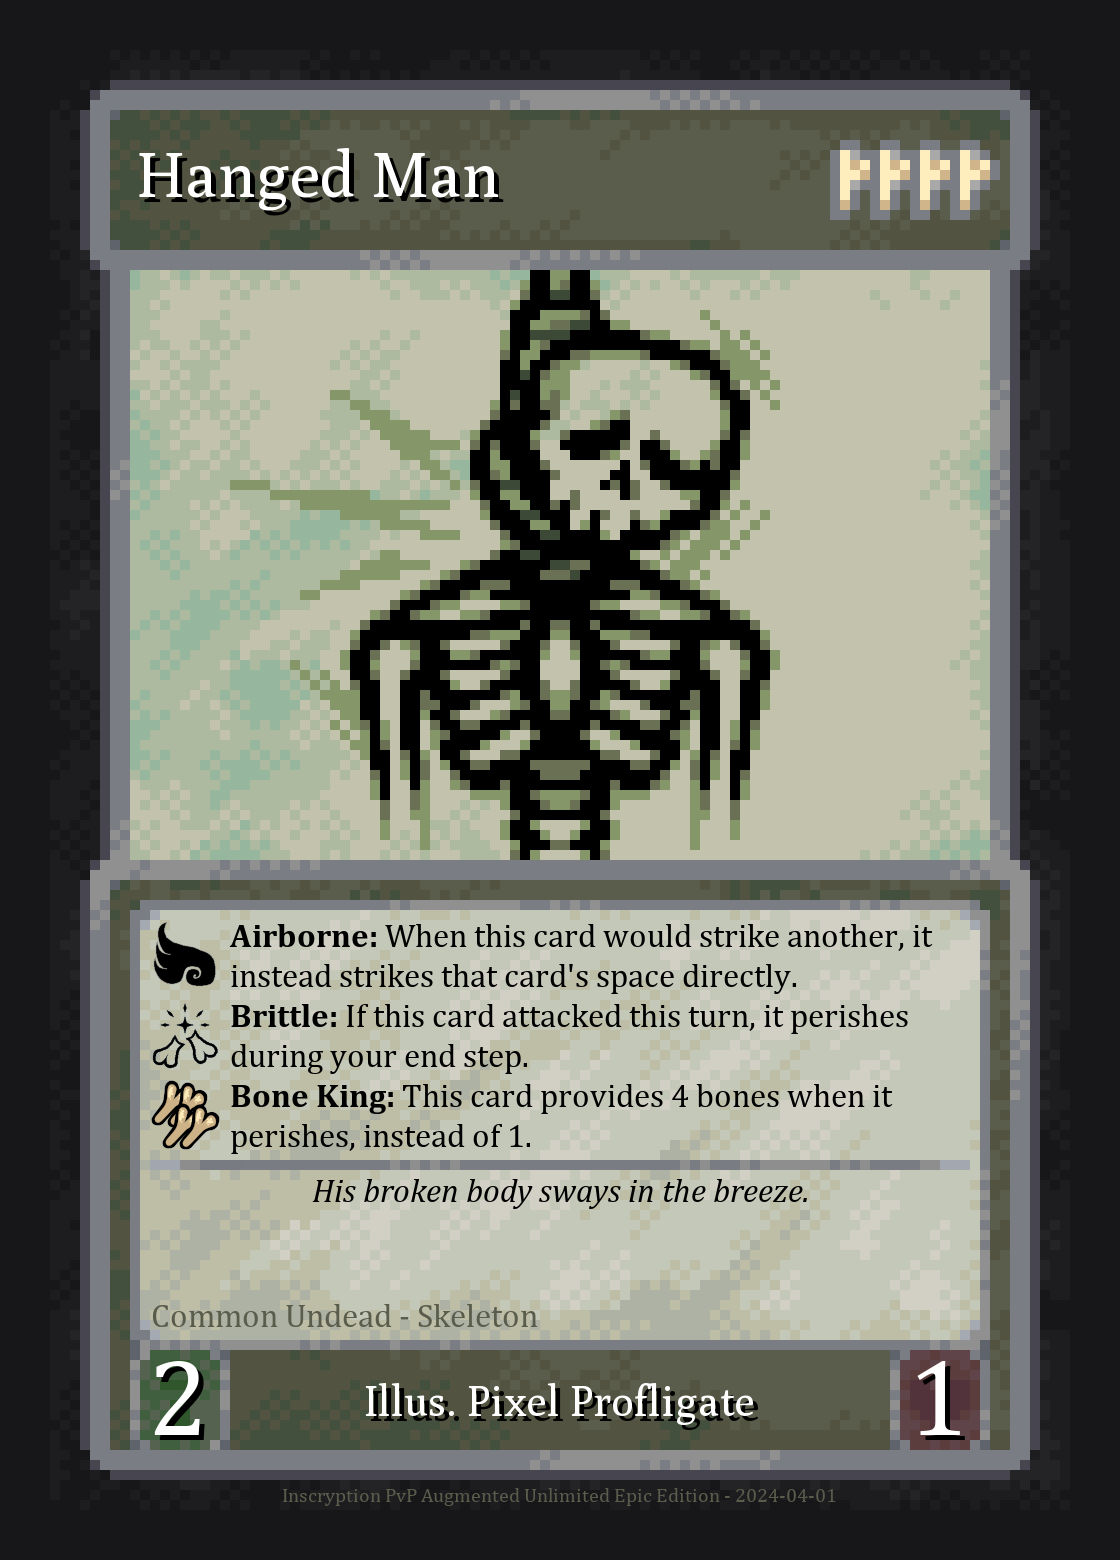 Hanged Man
Airborne: When this card would strike another, it
instead strikes that card's space directly.
Brittle: If this card attacked this turn, it perishes
during your end step.
Bone King: This card provides 4 bones when it
perishes, instead of 1.
His broken body sways in the breeze.
Common Undead - Skeleton
2
Illus. Pixel Profligate
1
Inscryption PvP Augmented Unlimited Epic Edition - 2024-04-01